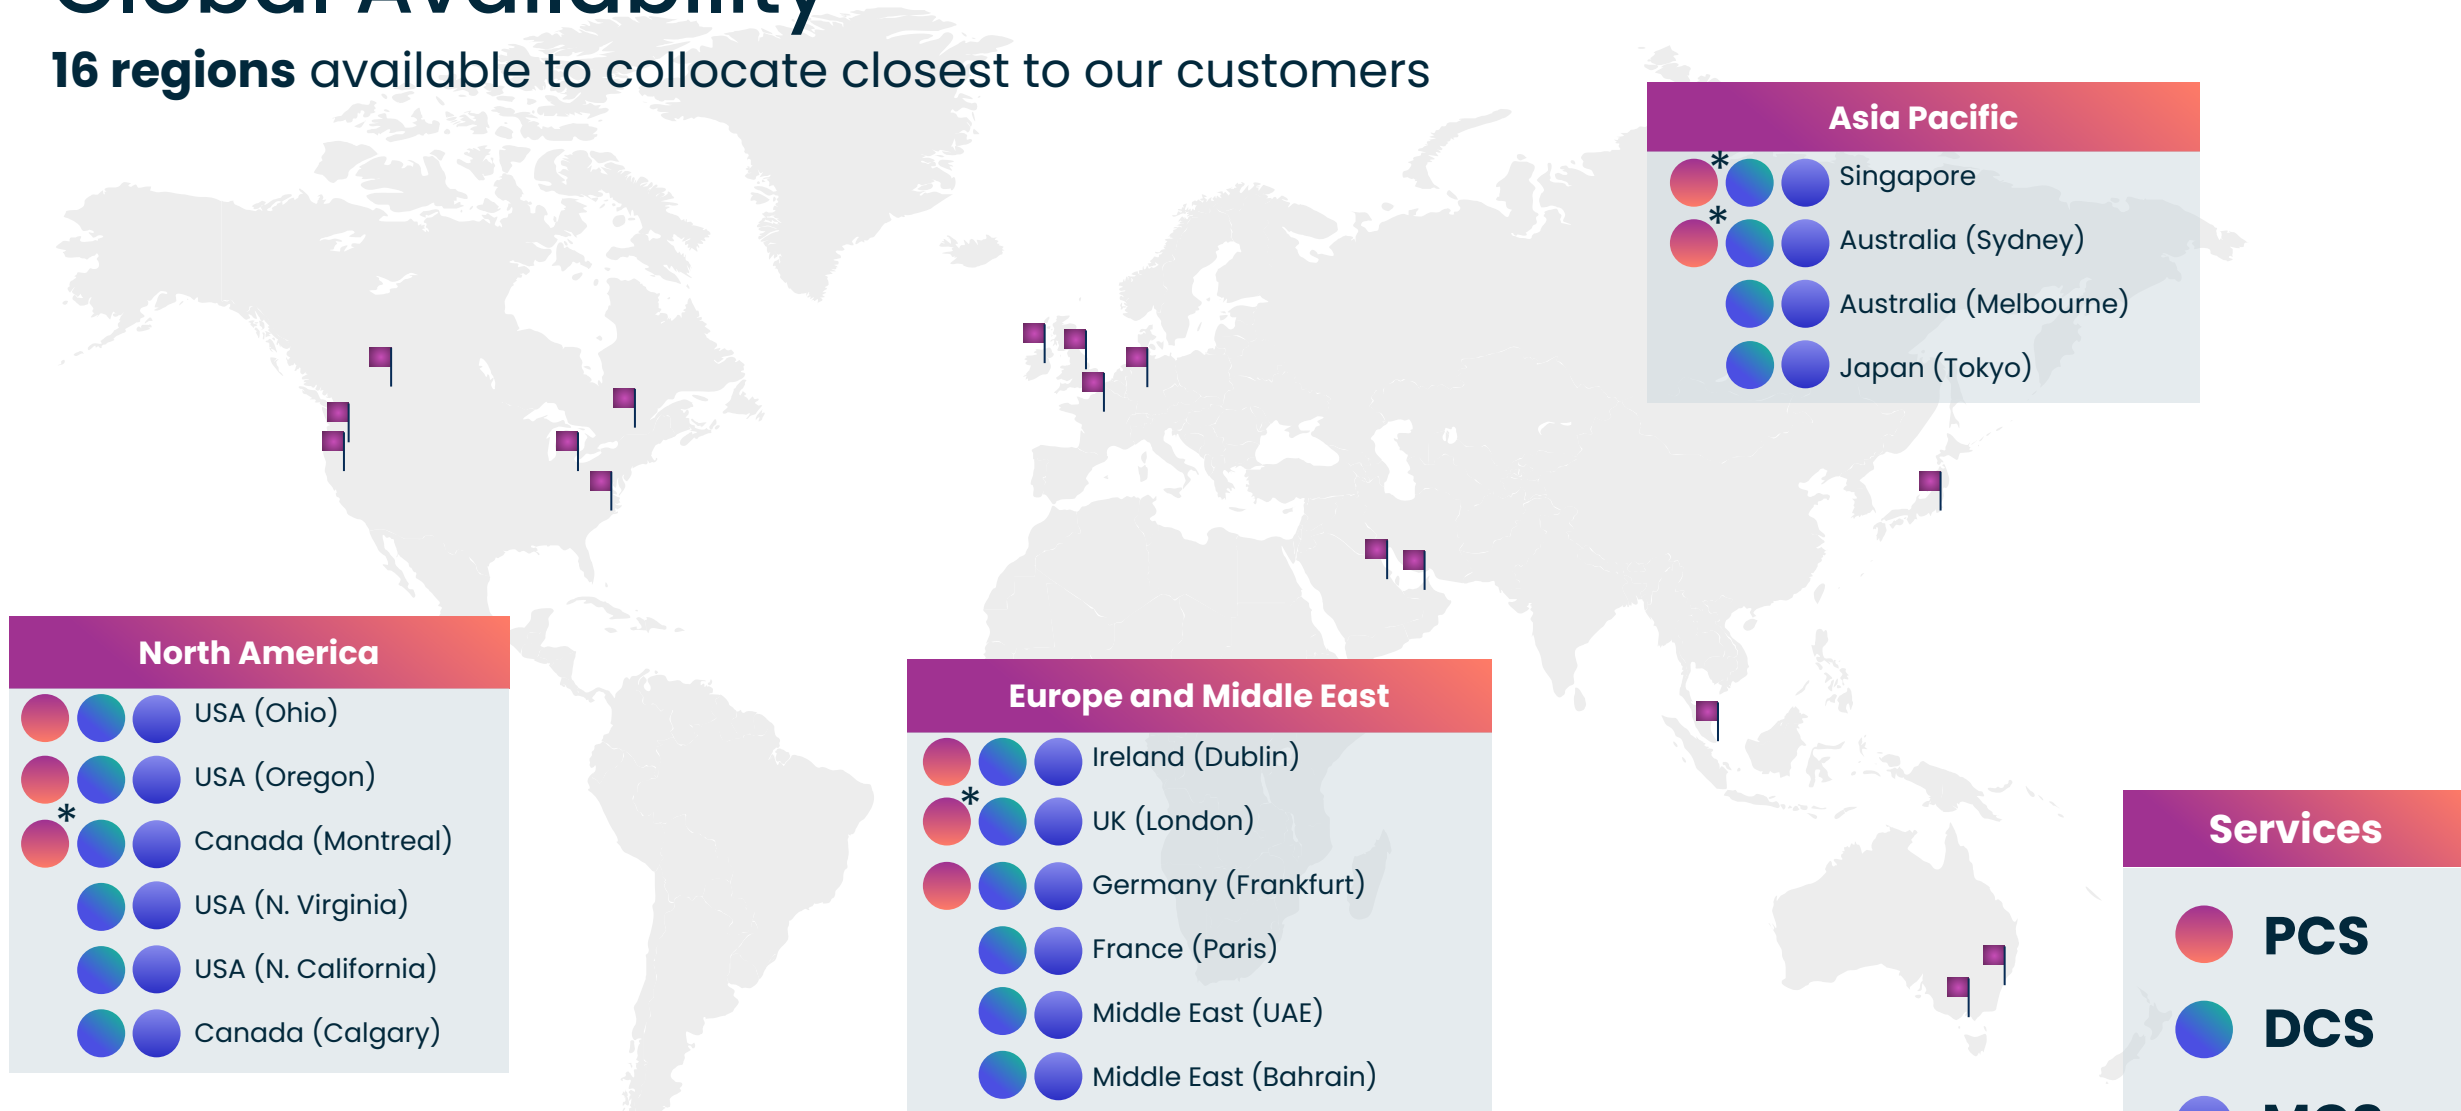 Global Availability
16 regions available to collocate closest to our customers
Asia Pacific
* Singapore
* Australia (Sydney)
Australia (Melbourne)
Japan (Tokyo)
North America
USA (Ohio)
USA (Oregon)
* Canada (Montreal)
USA (N. Virginia)
USA (N. California)
Canada (Calgary)
Europe and Middle East
Ireland (Dublin)
* UK (London)
Germany (Frankfurt)
France (Paris)
Middle East (UAE)
Middle East (Bahrain)
Services
PCS
DCS